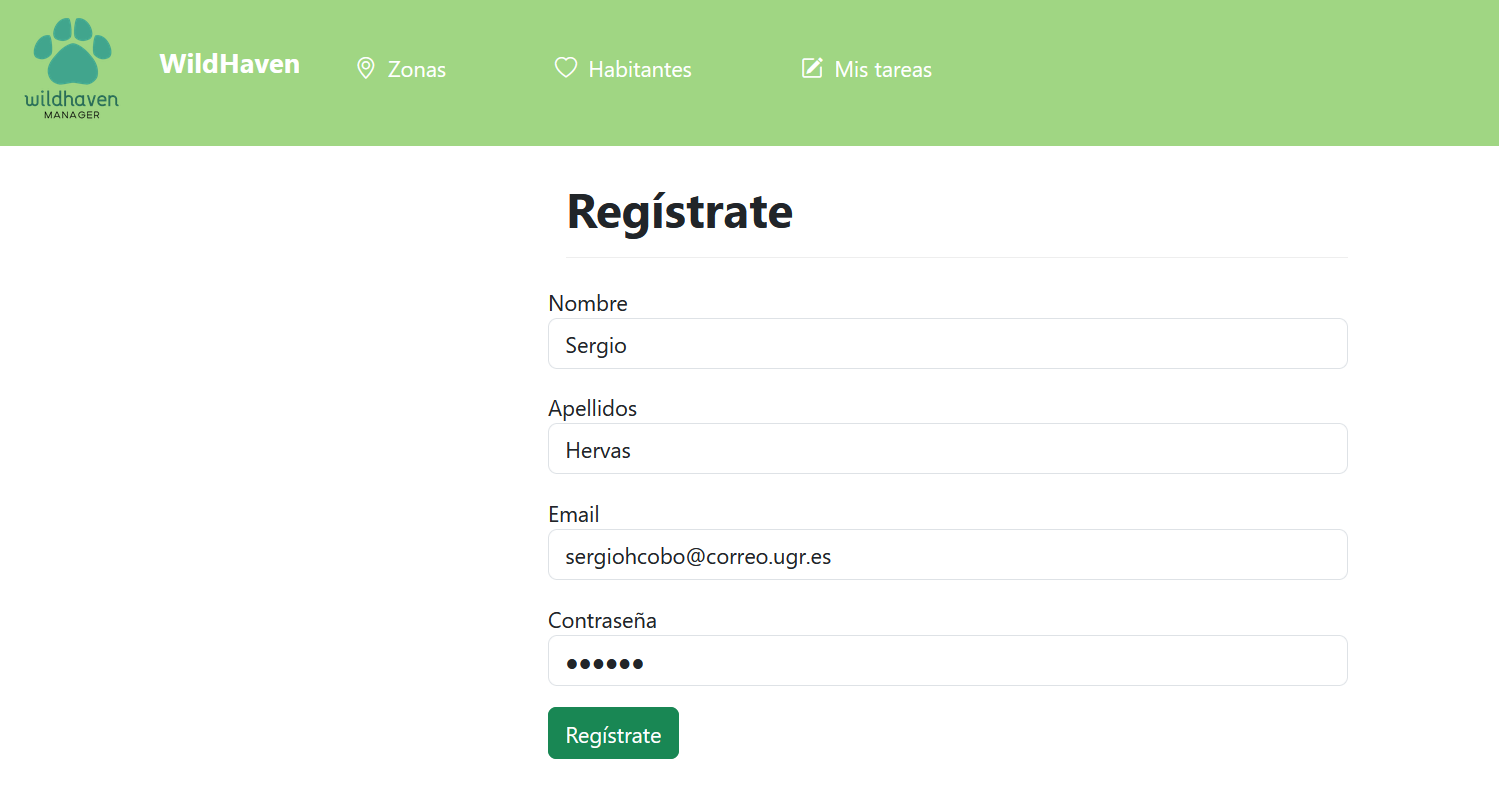 wildhaven
MANAGER
WildHaven
Zonas
Habitantes
Mis tareas
Regístrate
Nombre
Sergio
Apellidos
Hervas
Email
sergiohcobo@correo.ugr.es
Contraseña
••••••
Regístrate